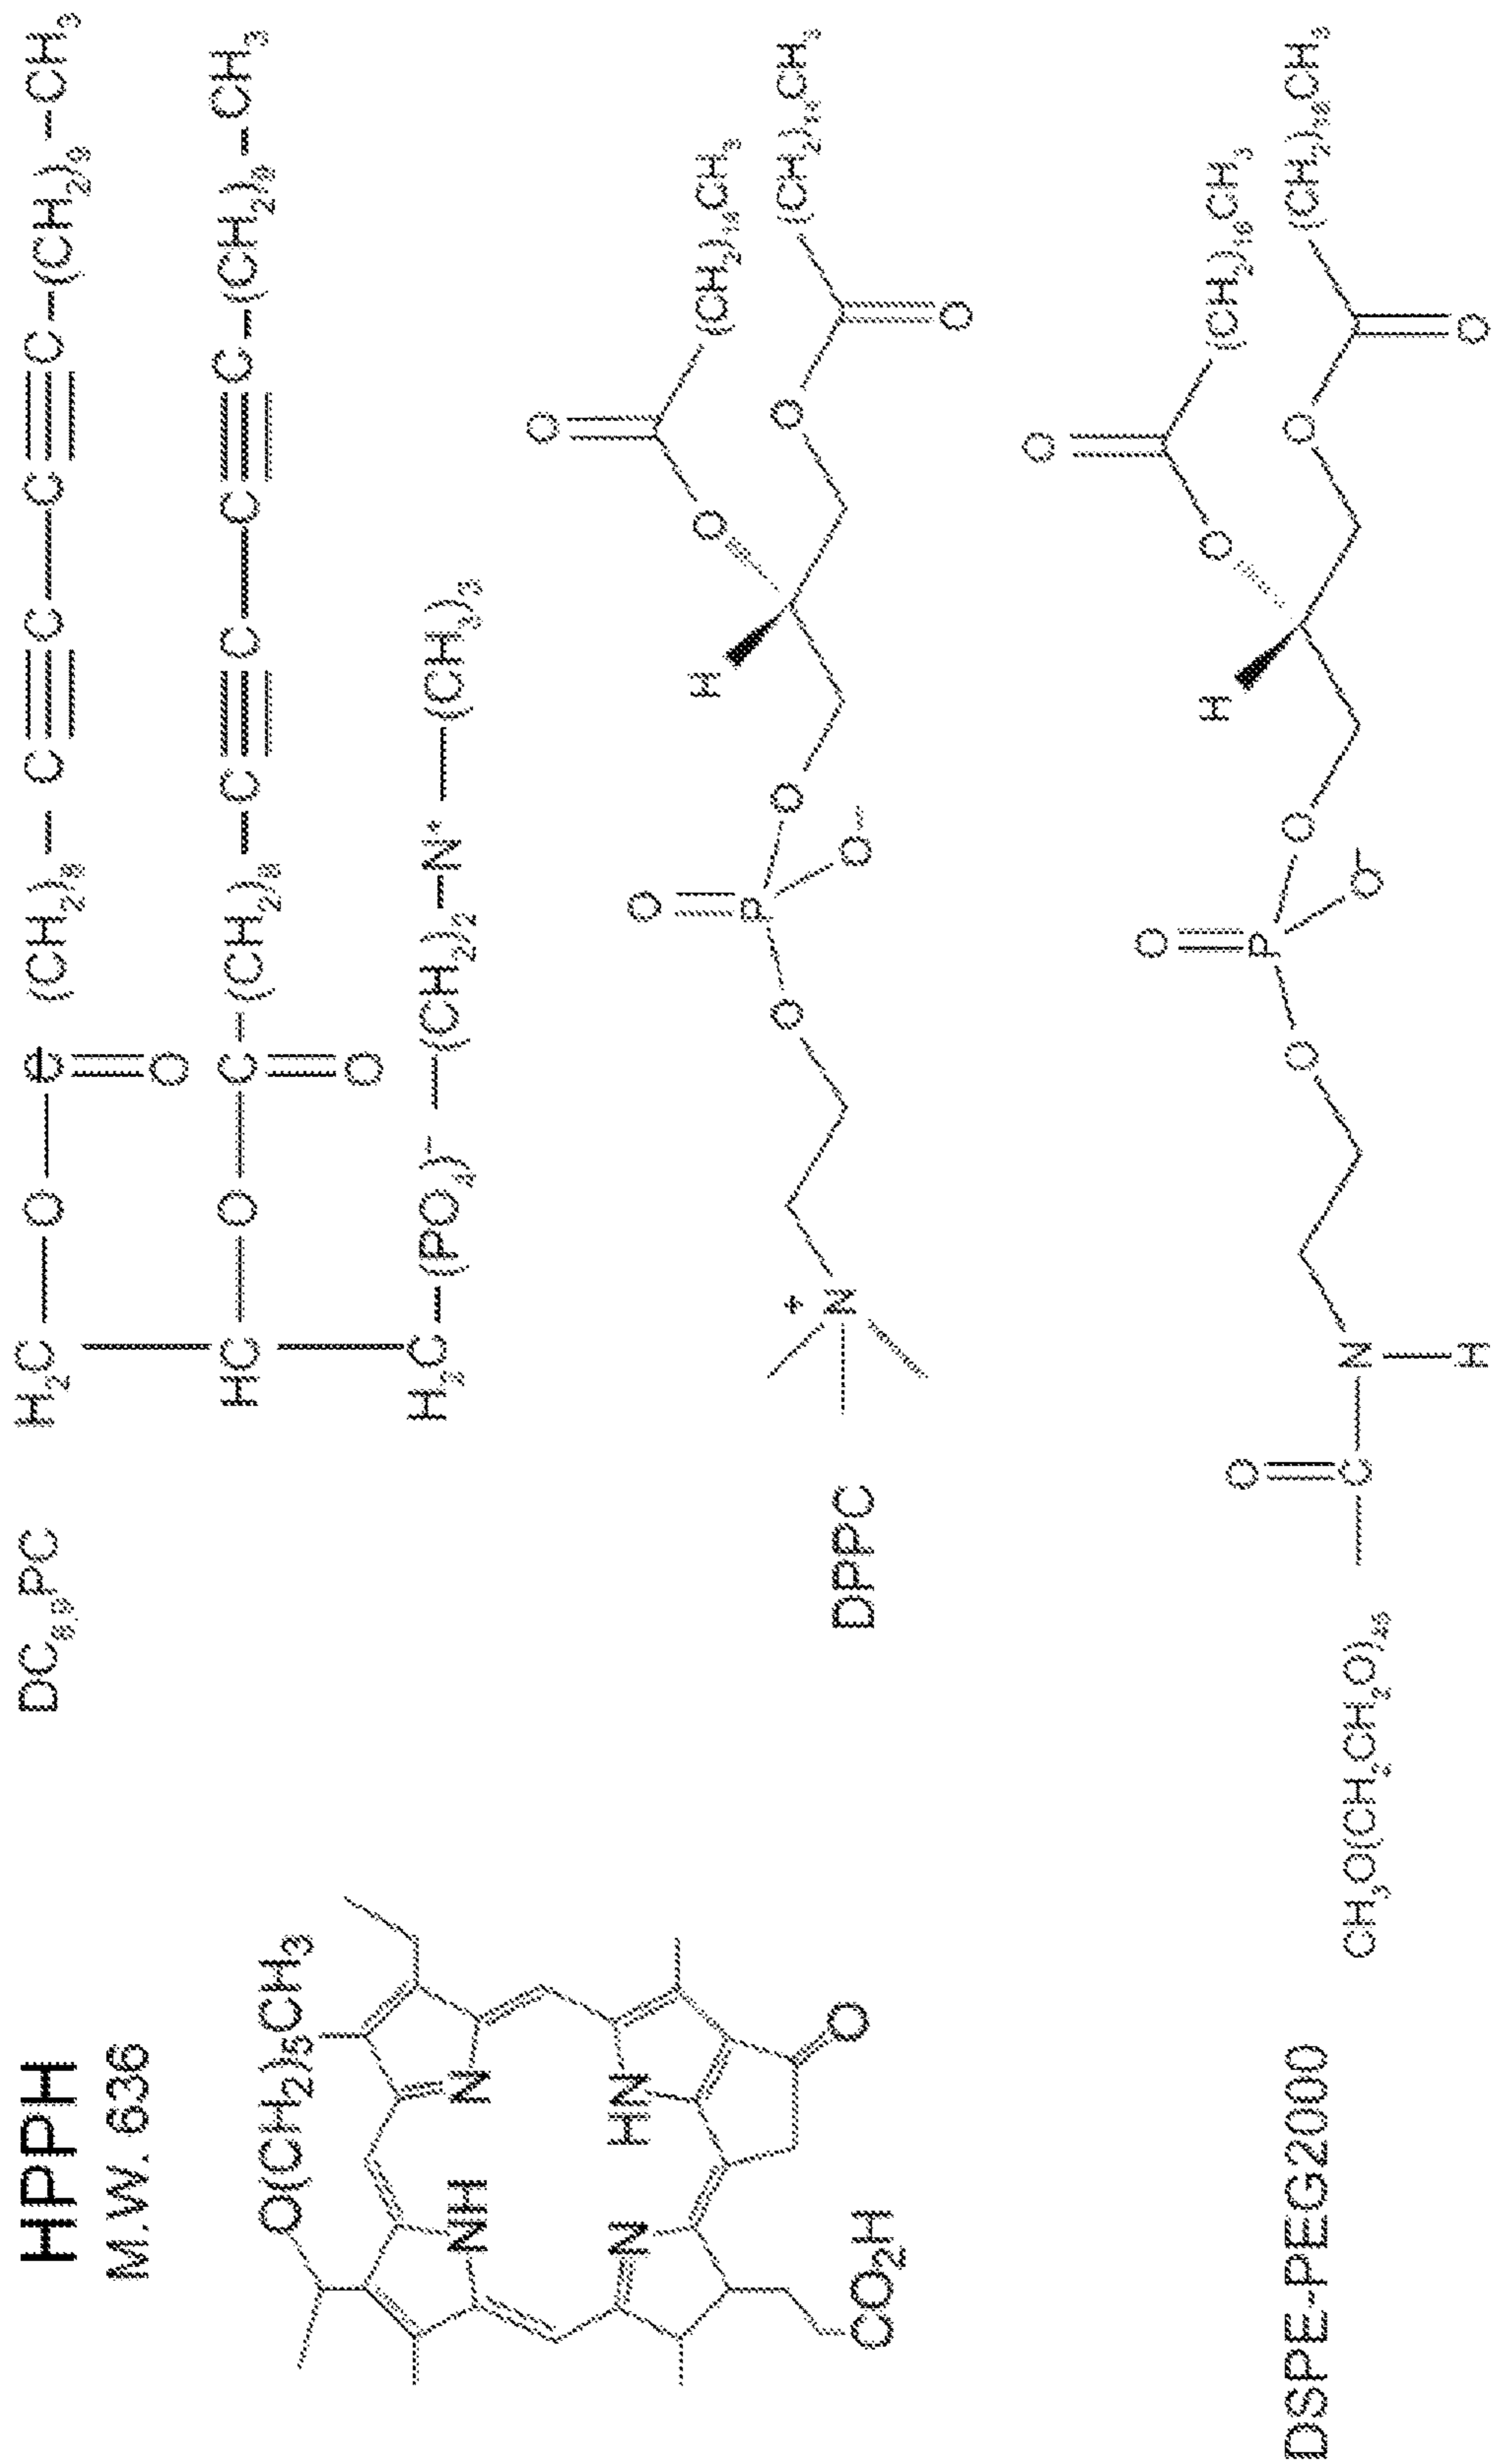 HPPH
M.W. 636
O(CH2)5CH3
N
NH
HN
N
O
CO2H
DC8,9PC
H2C—O—C (CH2)8—C≡C—C≡C—(CH2)9—CH3
O
HC—O—C—(CH2)8—C≡C—C≡C—(CH2)9—CH3
O
H2C—(PO4)-—(CH2)2—N+—(CH3)3
DPPC
N+
O
P
O
O-
O
H
O
O
(CH2)14CH3
O
O
(CH2)14CH3
DSPE-PEG2000
CH3O(CH2CH2O)45
O
C
N
H
O
P
O
O-
O
H
O
O
(CH2)16CH3
O
O
(CH2)16CH3